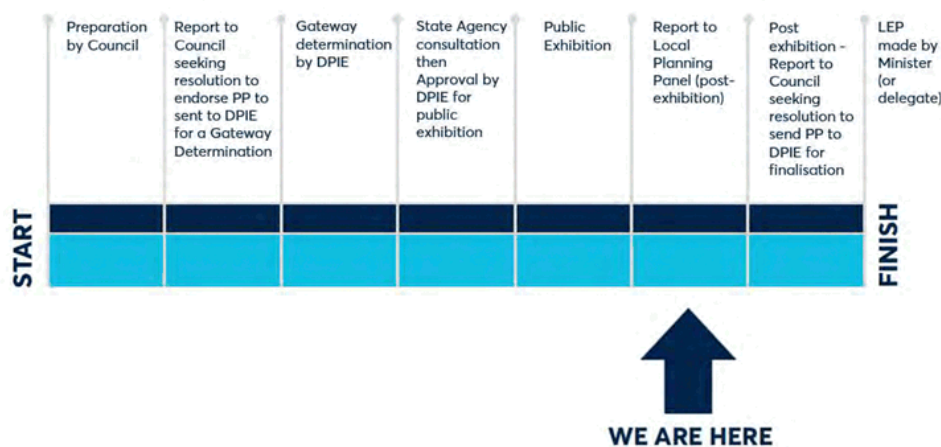 Preparation
by Council
Report to
Council
seeking
resolution to
endorse PP to
sent to DPIE
for a Gateway
Determination
Gateway
determination
by DPIE
State Agency
consultation
then
Approval by
DPIE for
public
exhibition
Public
Exhibition
Report to
Local
Planning
Panel (post-
exhibition)
Post
exhibition -
Report to
Council
seeking
resolution to
send PP to
DPIE for
finalisation
LEP
made by
Minister
(or
delegate)
START
FINISH
WE ARE HERE